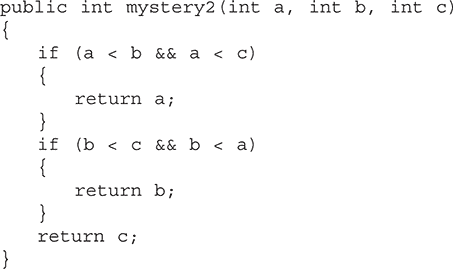 public int mystery2(int a, int b, int c)
{
   if (a < b && a < c)
   {
      return a;
   }
   if (b < c && b < a)
   {
      return b;
   }
   return c;
}